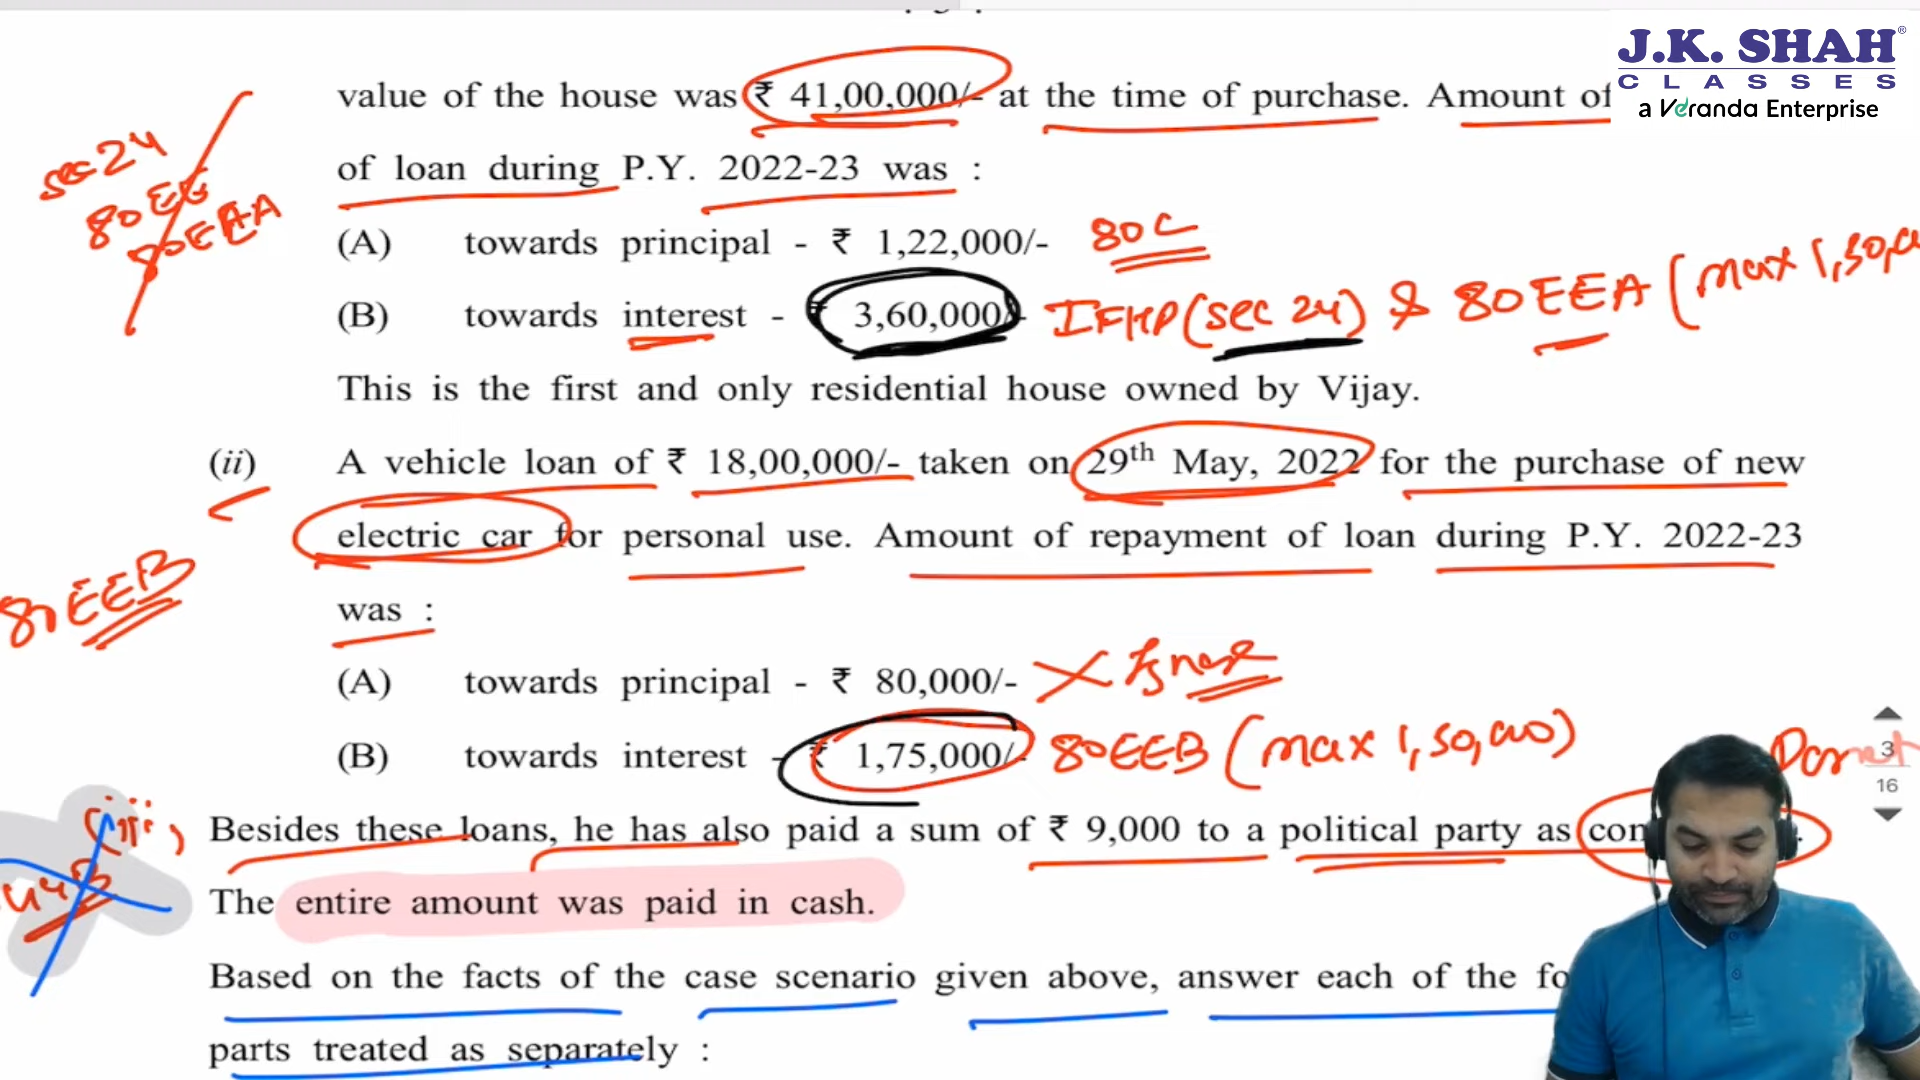 J.K. SHAH®
CLASSES
a Veranda Enterprise
value of the house was ₹ 41,00,000/- at the time of purchase. Amount of
of loan during P.Y. 2022-23 was :
sec 24
80EE
80EEA
(A) towards principal - ₹ 1,22,000/- 80C
(B) towards interest - ₹ 3,60,000/- IFHP (sec 24) & 80EEA (max 1,50,
This is the first and only residential house owned by Vijay.
(ii) A vehicle loan of ₹ 18,00,000/- taken on 29th May, 2022 for the purchase of new
electric car for personal use. Amount of repayment of loan during P.Y. 2022-23
80EEB
was :
(A) towards principal - ₹ 80,000/-
(B) towards interest - ₹ 1,75,000/- 80EEB (max 1,50,000)
3
16
(iii) Besides these loans, he has also paid a sum of ₹ 9,000 to a political party as
The entire amount was paid in cash.
Based on the facts of the case scenario given above, answer each of the
parts treated as separately :